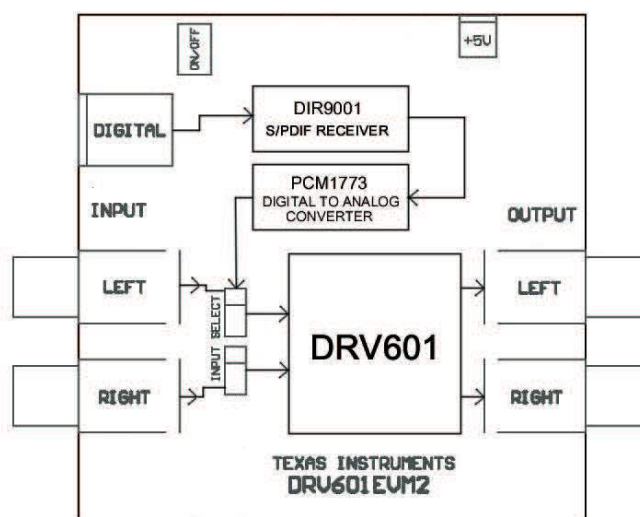 ON/OFF
+5V
DIGITAL
DIR9001
S/PDIF RECEIVER
PCM1773
DIGITAL TO ANALOG
CONVERTER
INPUT
OUTPUT
LEFT
INPUT SELECT
DRV601
LEFT
RIGHT
RIGHT
TEXAS INSTRUMENTS
DRV601EVM2